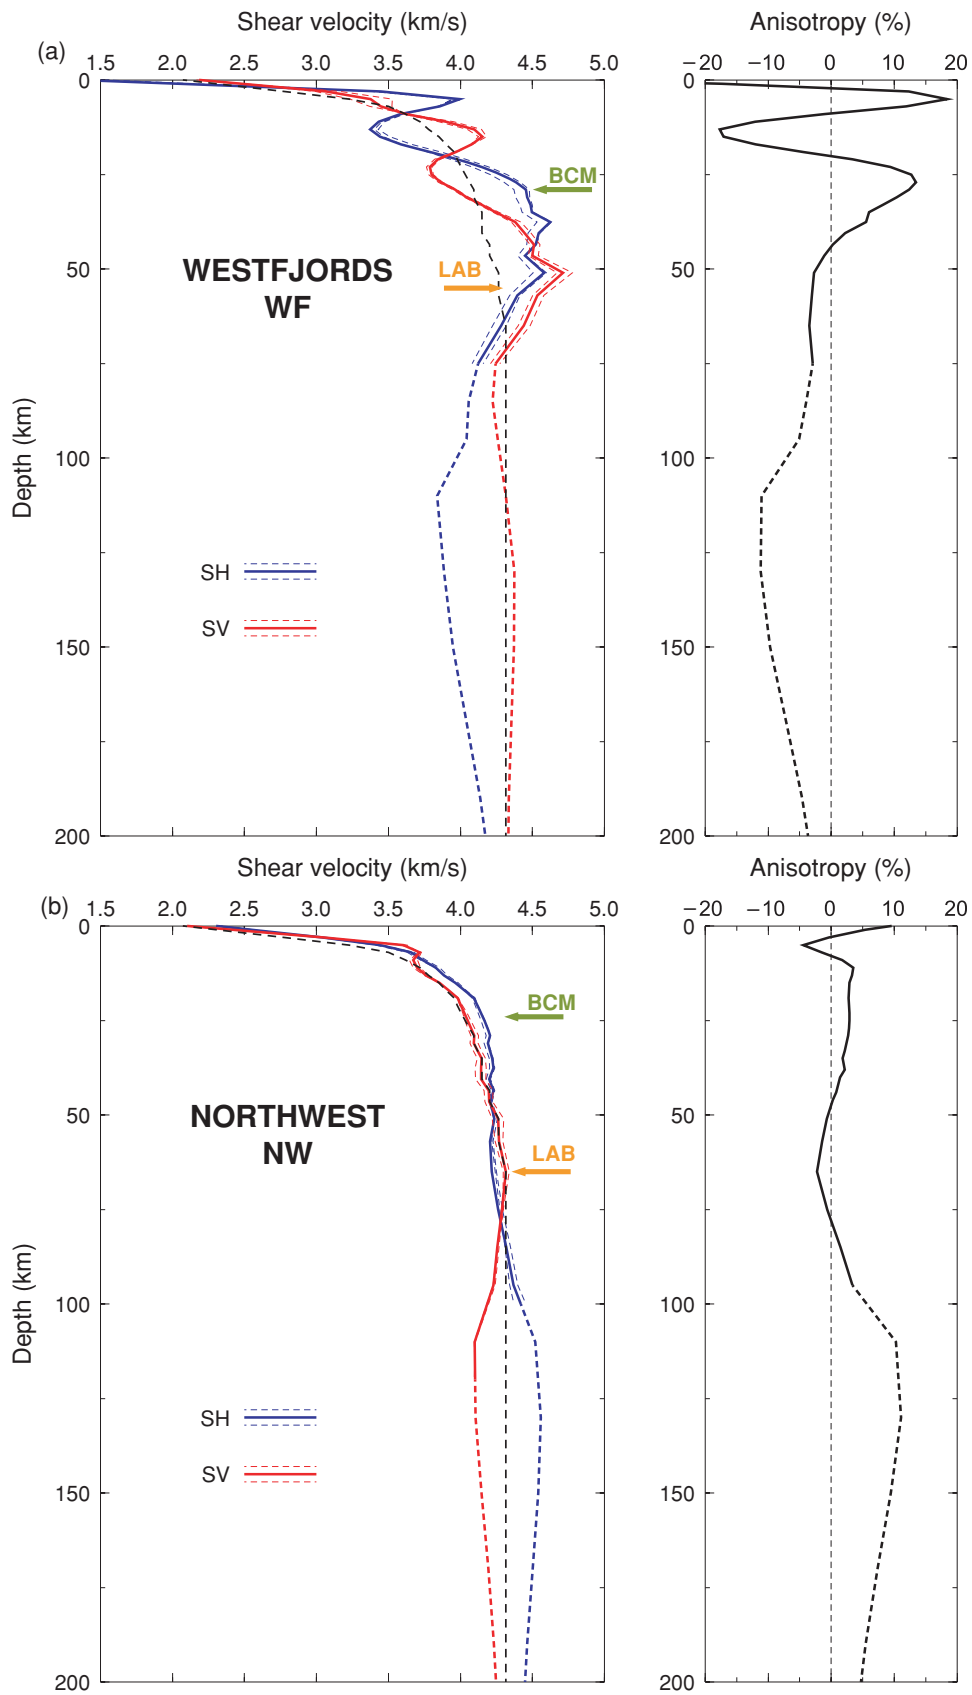 Shear velocity (km/s) Anisotropy (%)
(a)
1.5 2.0 2.5 3.0 3.5 4.0 4.5 5.0 −20 −10 0 10 20
0 0
BCM
WESTFJORDS
WF
LAB
50 50
Depth (km)
100 100
SH
SV
150 150
200 200
Shear velocity (km/s) Anisotropy (%)
(b)
1.5 2.0 2.5 3.0 3.5 4.0 4.5 5.0 −20 −10 0 10 20
0 0
BCM
NORTHWEST
NW
LAB
50 50
Depth (km)
100 100
SH
SV
150 150
200 200